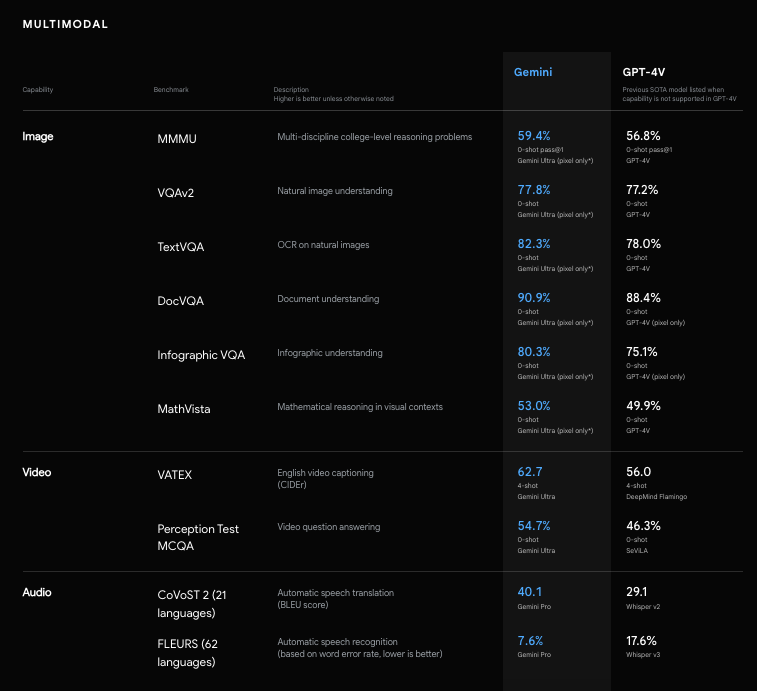 MULTIMODAL
Gemini
GPT-4V
Capability
Benchmark
Description
Higher is better unless otherwise noted
Previous SOTA model listed when
capability is not supported in GPT-4V
Image
MMMU
Multi-discipline college-level reasoning problems
59.4%
0-shot pass@1
Gemini Ultra (pixel only*)
56.8%
0-shot pass@1
GPT-4V
VQAv2
Natural image understanding
77.8%
0-shot
Gemini Ultra (pixel only*)
77.2%
0-shot
GPT-4V
TextVQA
OCR on natural images
82.3%
0-shot
Gemini Ultra (pixel only*)
78.0%
0-shot
GPT-4V
DocVQA
Document understanding
90.9%
0-shot
Gemini Ultra (pixel only*)
88.4%
0-shot
GPT-4V (pixel only)
Infographic VQA
Infographic understanding
80.3%
0-shot
Gemini Ultra (pixel only*)
75.1%
0-shot
GPT-4V (pixel only)
MathVista
Mathematical reasoning in visual contexts
53.0%
0-shot
Gemini Ultra (pixel only*)
49.9%
0-shot
GPT-4V
Video
VATEX
English video captioning
(CIDEr)
62.7
4-shot
Gemini Ultra
56.0
4-shot
DeepMind Flamingo
Perception Test
MCQA
Video question answering
54.7%
0-shot
Gemini Ultra
46.3%
0-shot
SeViLA
Audio
CoVoST 2 (21
languages)
Automatic speech translation
(BLEU score)
40.1
Gemini Pro
29.1
Whisper v2
FLEURS (62
languages)
Automatic speech recognition
(based on word error rate, lower is better)
7.6%
Gemini Pro
17.6%
Whisper v3